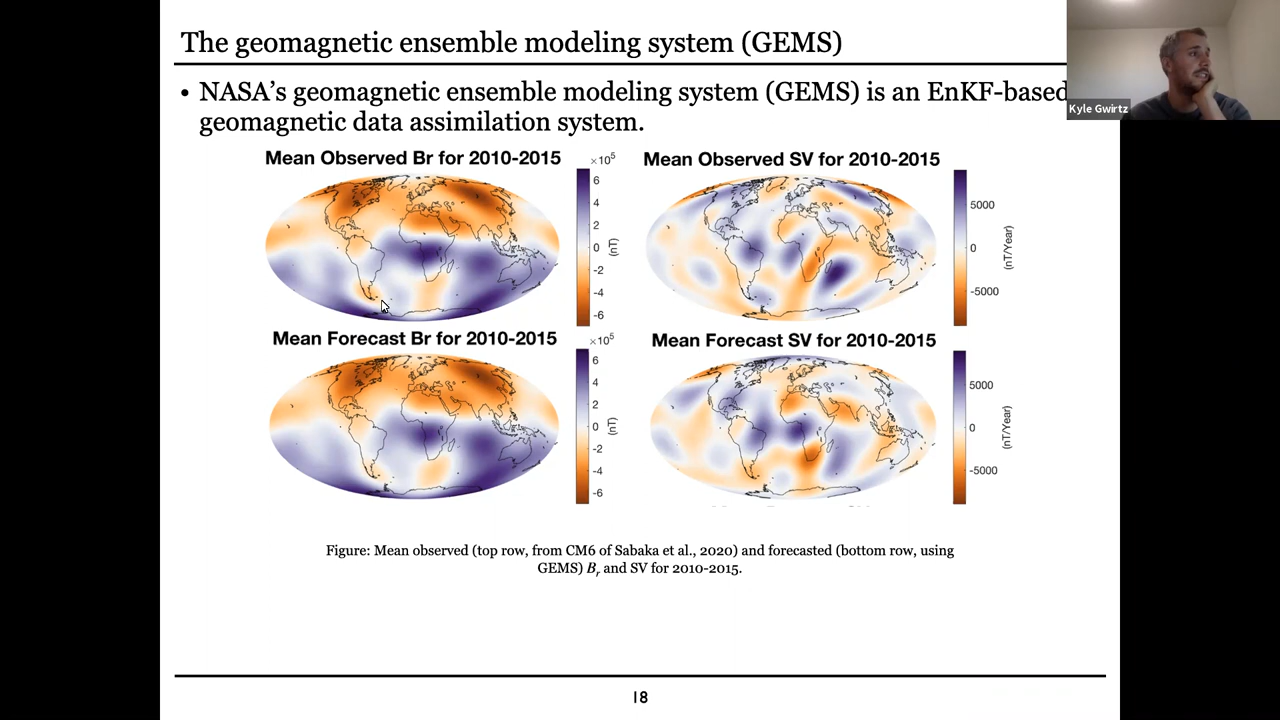 The geomagnetic ensemble modeling system (GEMS)
Kyle Gwirtz
• NASA's geomagnetic ensemble modeling system (GEMS) is an EnKF-based
geomagnetic data assimilation system.
Mean Observed Br for 2010-2015
×10⁵
6
4
2
0
-2
-4
-6
(nT)
Mean Observed SV for 2010-2015
5000
0
-5000
(nT/Year)
Mean Forecast Br for 2010-2015
×10⁵
6
4
2
0
-2
-4
-6
(nT)
Mean Forecast SV for 2010-2015
5000
0
-5000
(nT/Year)
Figure: Mean observed (top row, from CM6 of Sabaka et al., 2020) and forecasted (bottom row, using
GEMS) Bᵣ and SV for 2010-2015.
18